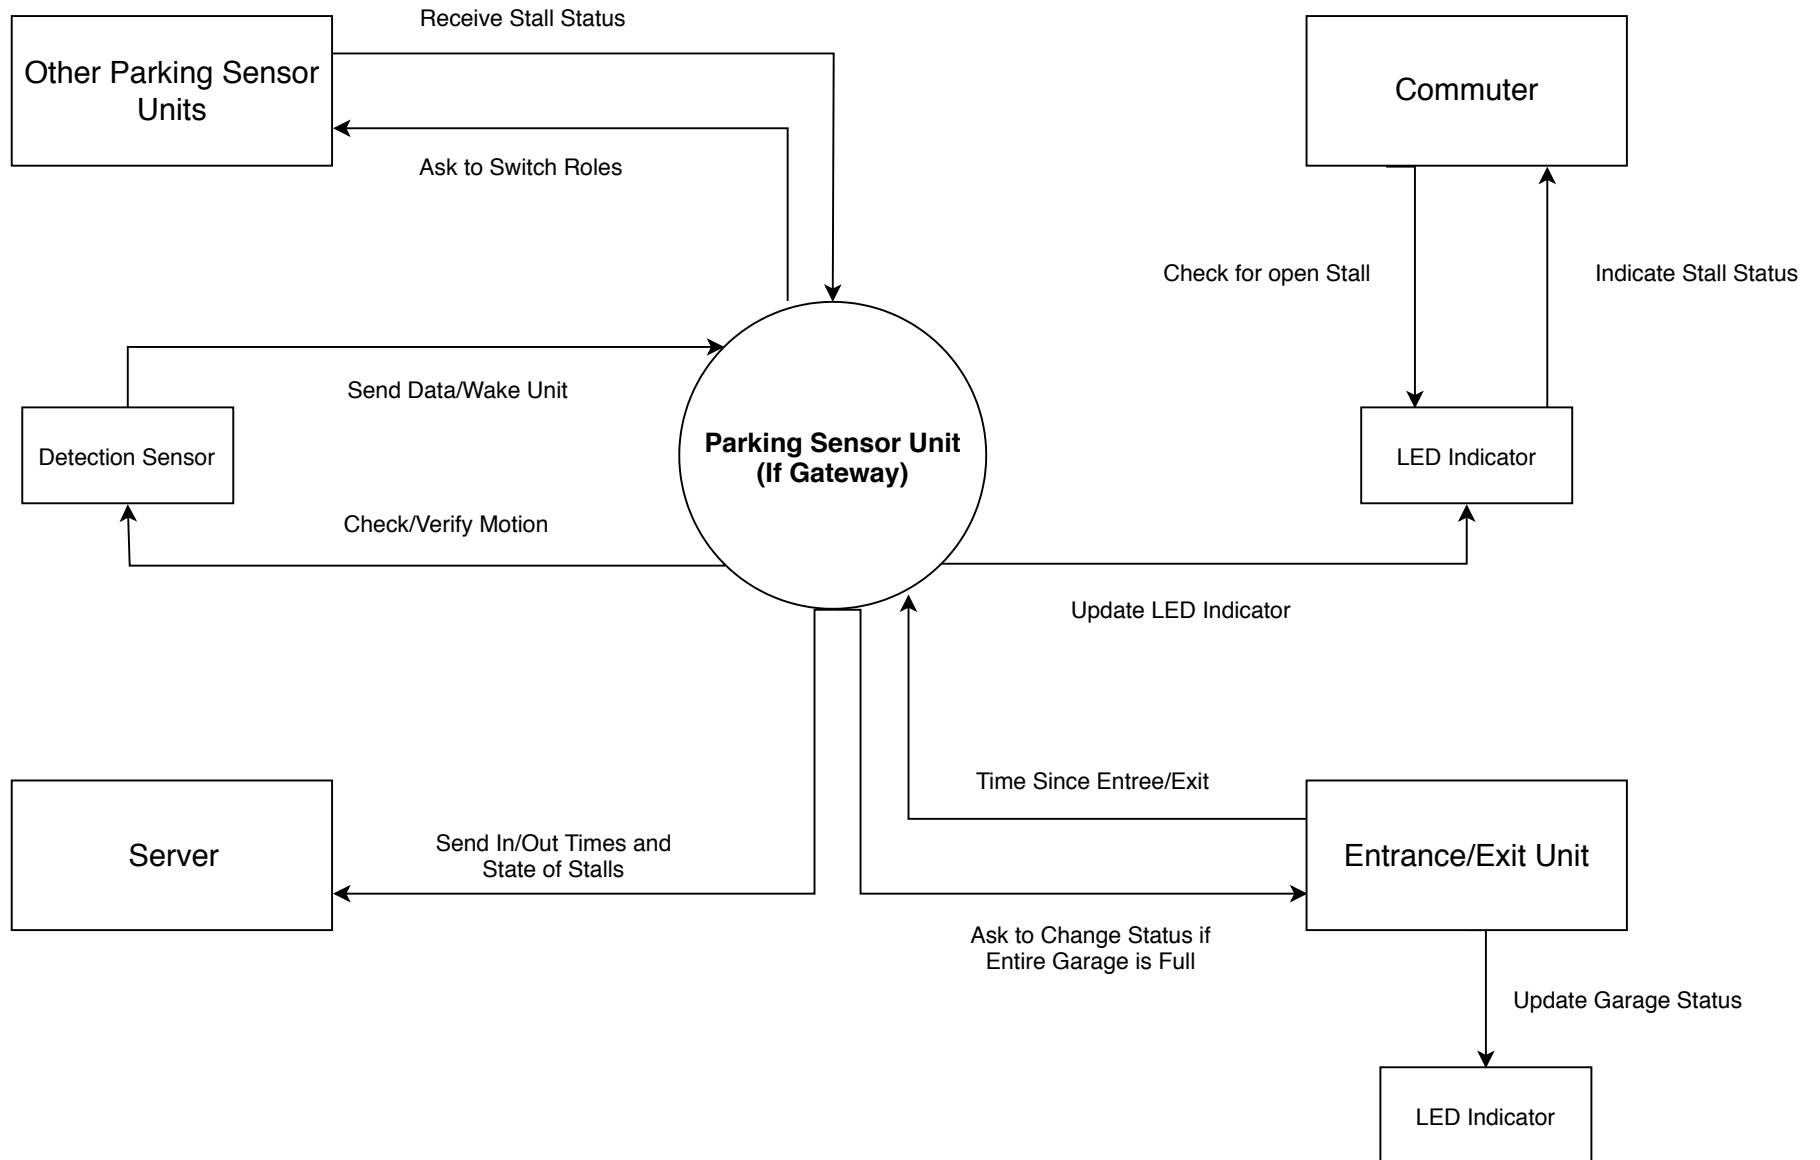 Receive Stall Status
Other Parking Sensor
Units
Ask to Switch Roles
Commuter
Check for open Stall
Indicate Stall Status
Send Data/Wake Unit
Detection Sensor
Check/Verify Motion
Parking Sensor Unit
(If Gateway)
LED Indicator
Update LED Indicator
Time Since Entree/Exit
Server
Send In/Out Times and
State of Stalls
Entrance/Exit Unit
Ask to Change Status if
Entire Garage is Full
Update Garage Status
LED Indicator